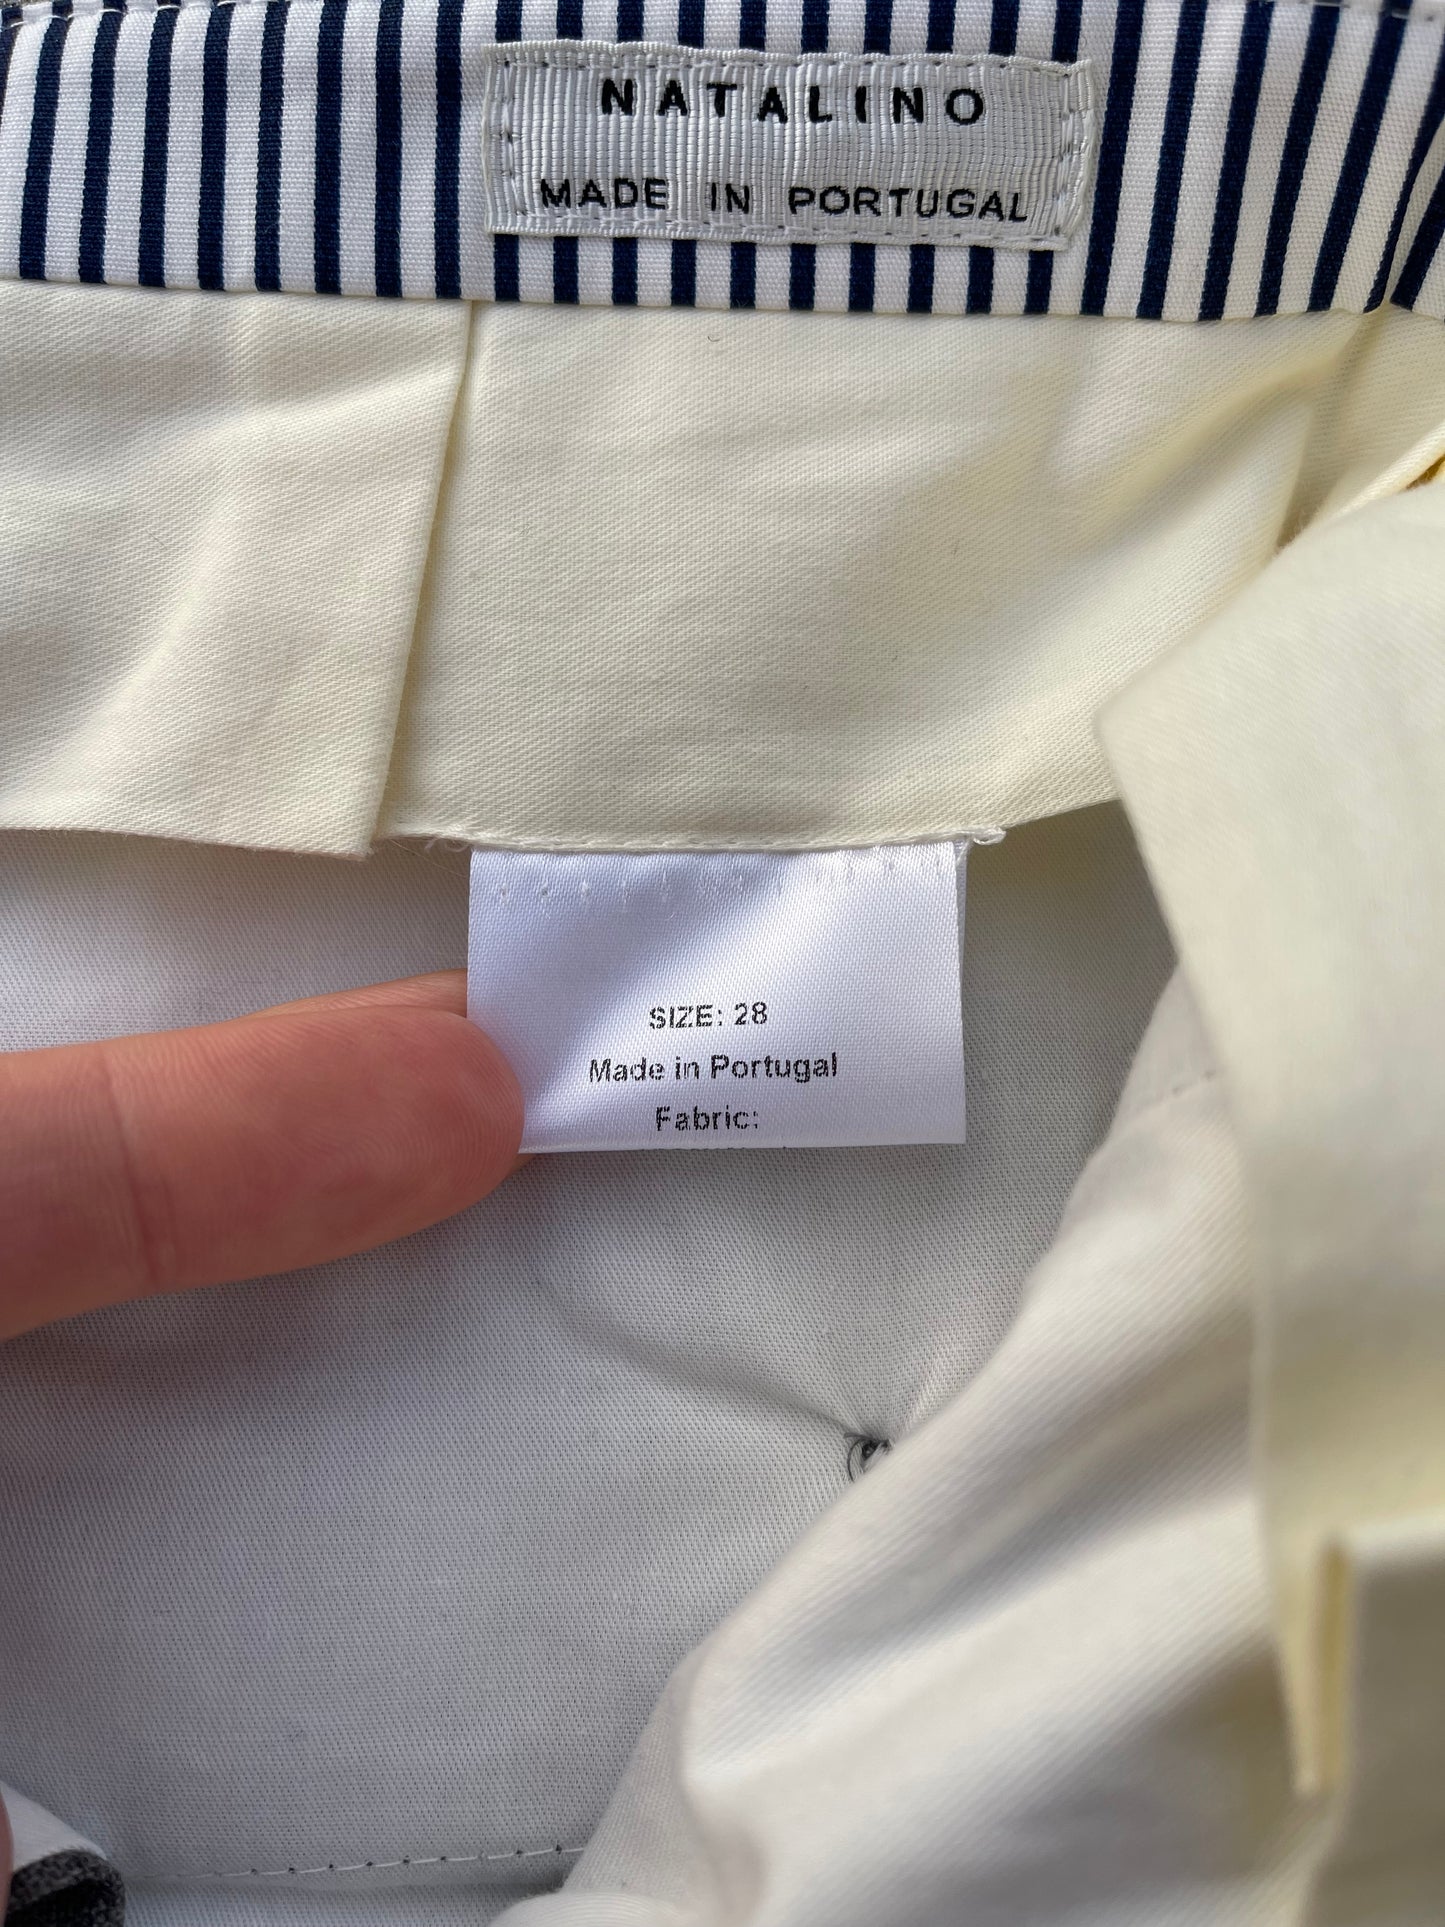 NATALINO
MADE IN PORTUGAL
SIZE: 28
Made in Portugal
Fabric: